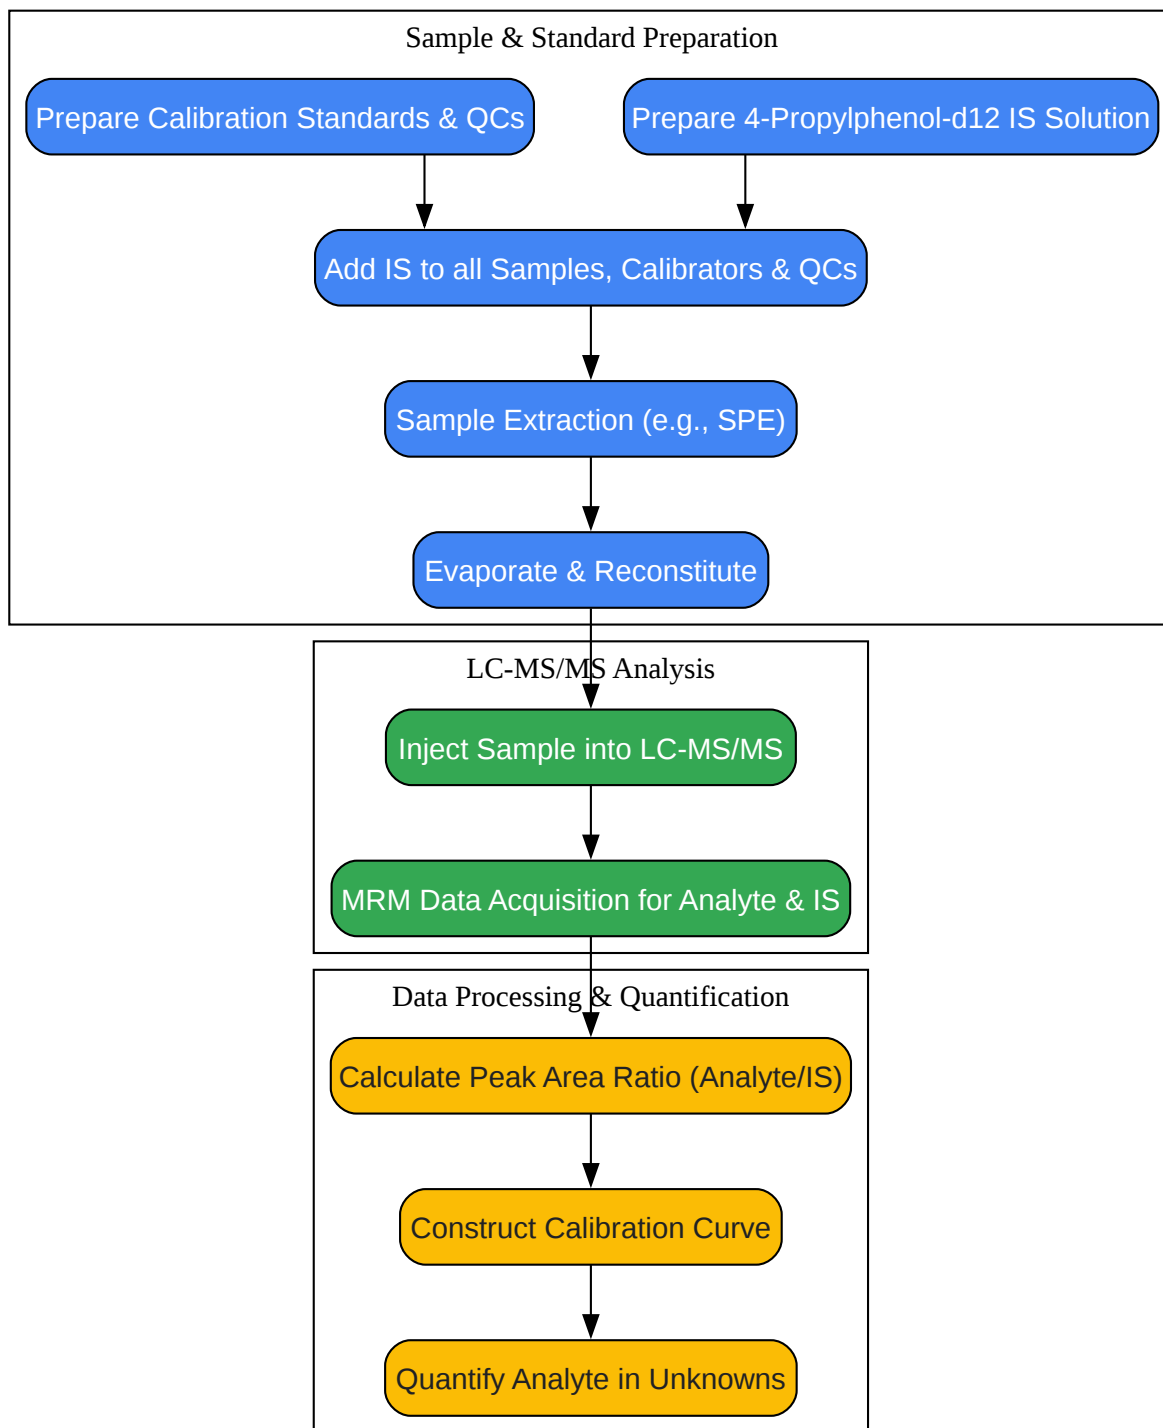 Sample & Standard Preparation
Prepare Calibration Standards & QCs
Prepare 4-Propylphenol-d12 IS Solution
Add IS to all Samples, Calibrators & QCs
Sample Extraction (e.g., SPE)
Evaporate & Reconstitute
LC-MS/MS Analysis
Inject Sample into LC-MS/MS
MRM Data Acquisition for Analyte & IS
Data Processing & Quantification
Calculate Peak Area Ratio (Analyte/IS)
Construct Calibration Curve
Quantify Analyte in Unknowns